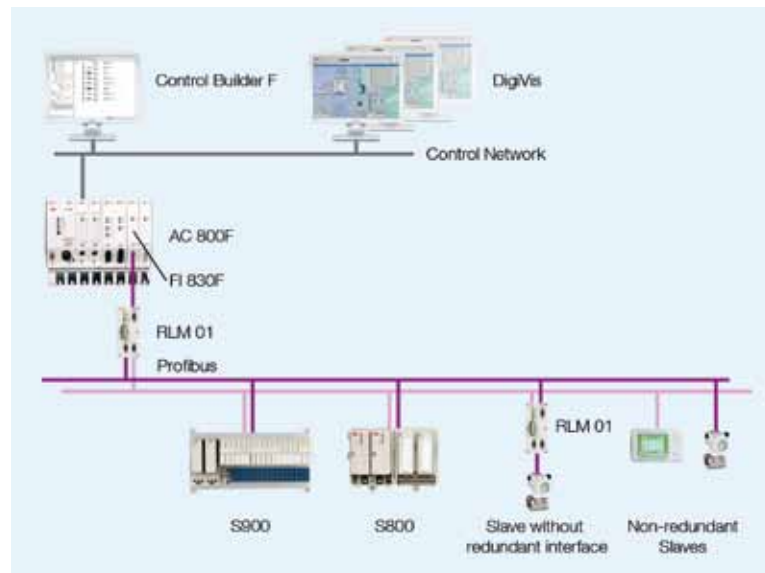 Control Builder F
DigiVis
Control Network
AC 800F
FI 830F
RLM 01
Profibus
RLM 01
S900
S800
Slave without
redundant interface
Non-redundant
Slaves